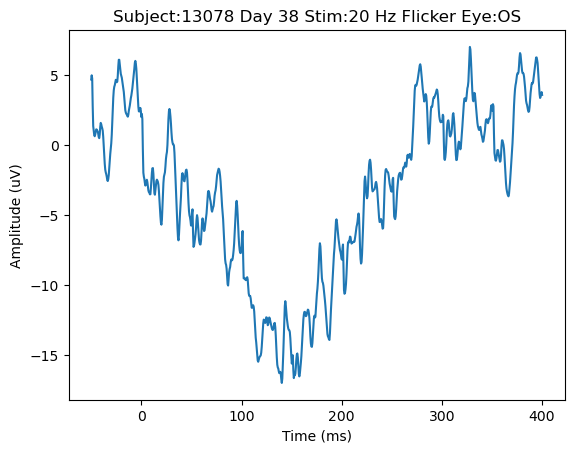 Subject:13078 Day 38 Stim:20 Hz Flicker Eye:OS
5
0
−5
−10
−15
Amplitude (uV)
0 100 200 300 400
Time (ms)